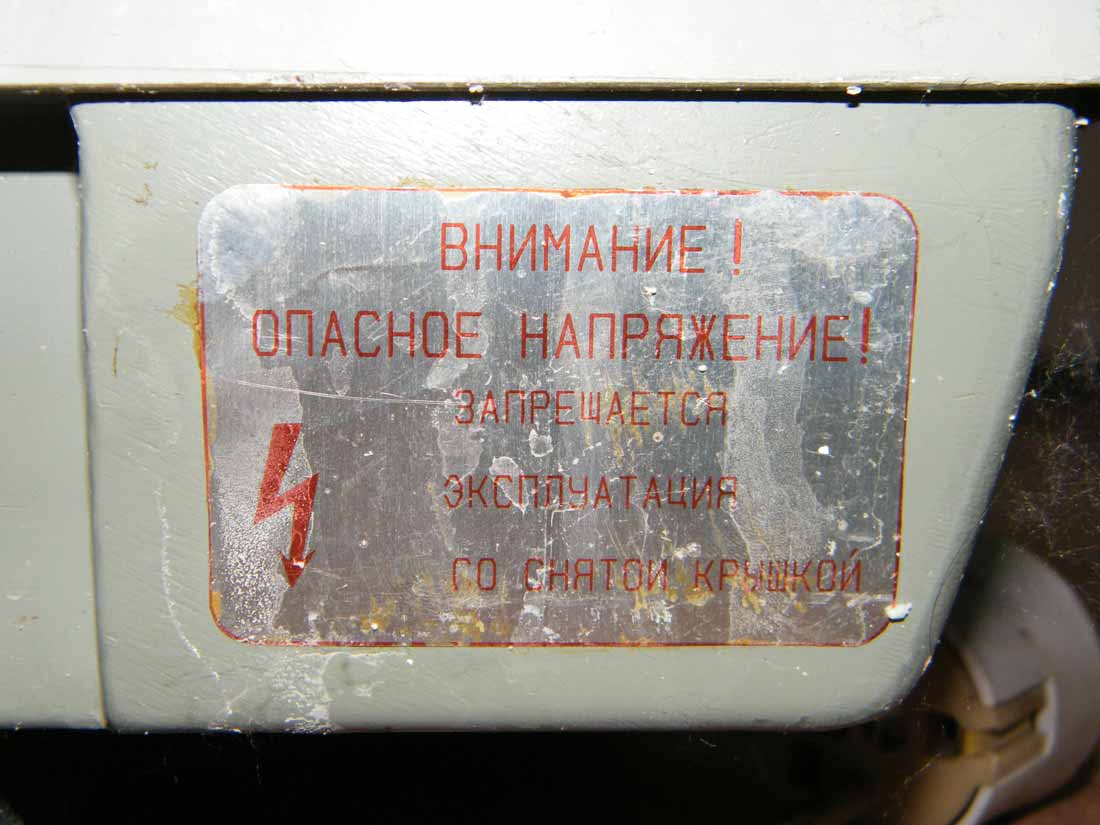 ВНИМАНИЕ!
ОПАСНОЕ НАПРЯЖЕНИЕ!
ЗАПРЕЩАЕТСЯ
ЭКСПЛУАТАЦИЯ
СО СНЯТОЙ КРЫШКОЙ